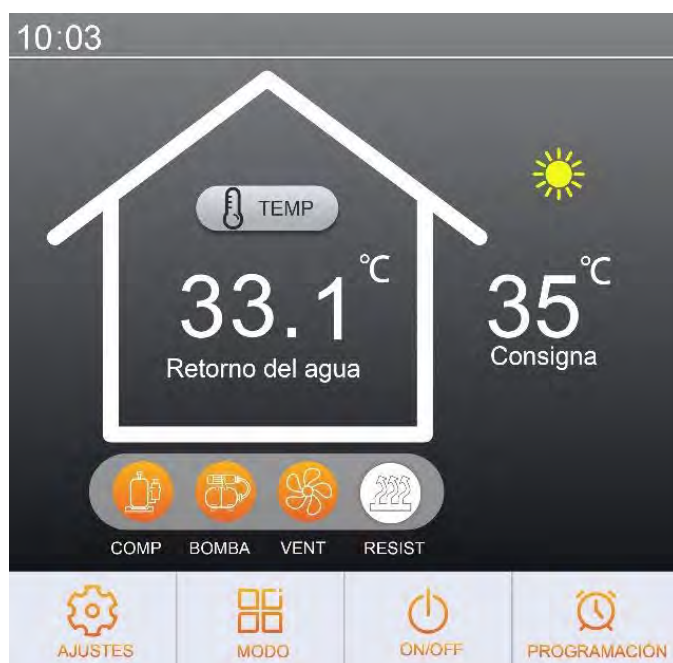 10:03
TEMP
33.1 °C
35 °C
Retorno del agua
Consigna
COMP BOMBA VENT RESIST
AJUSTES MODO ON/OFF PROGRAMACIÓN